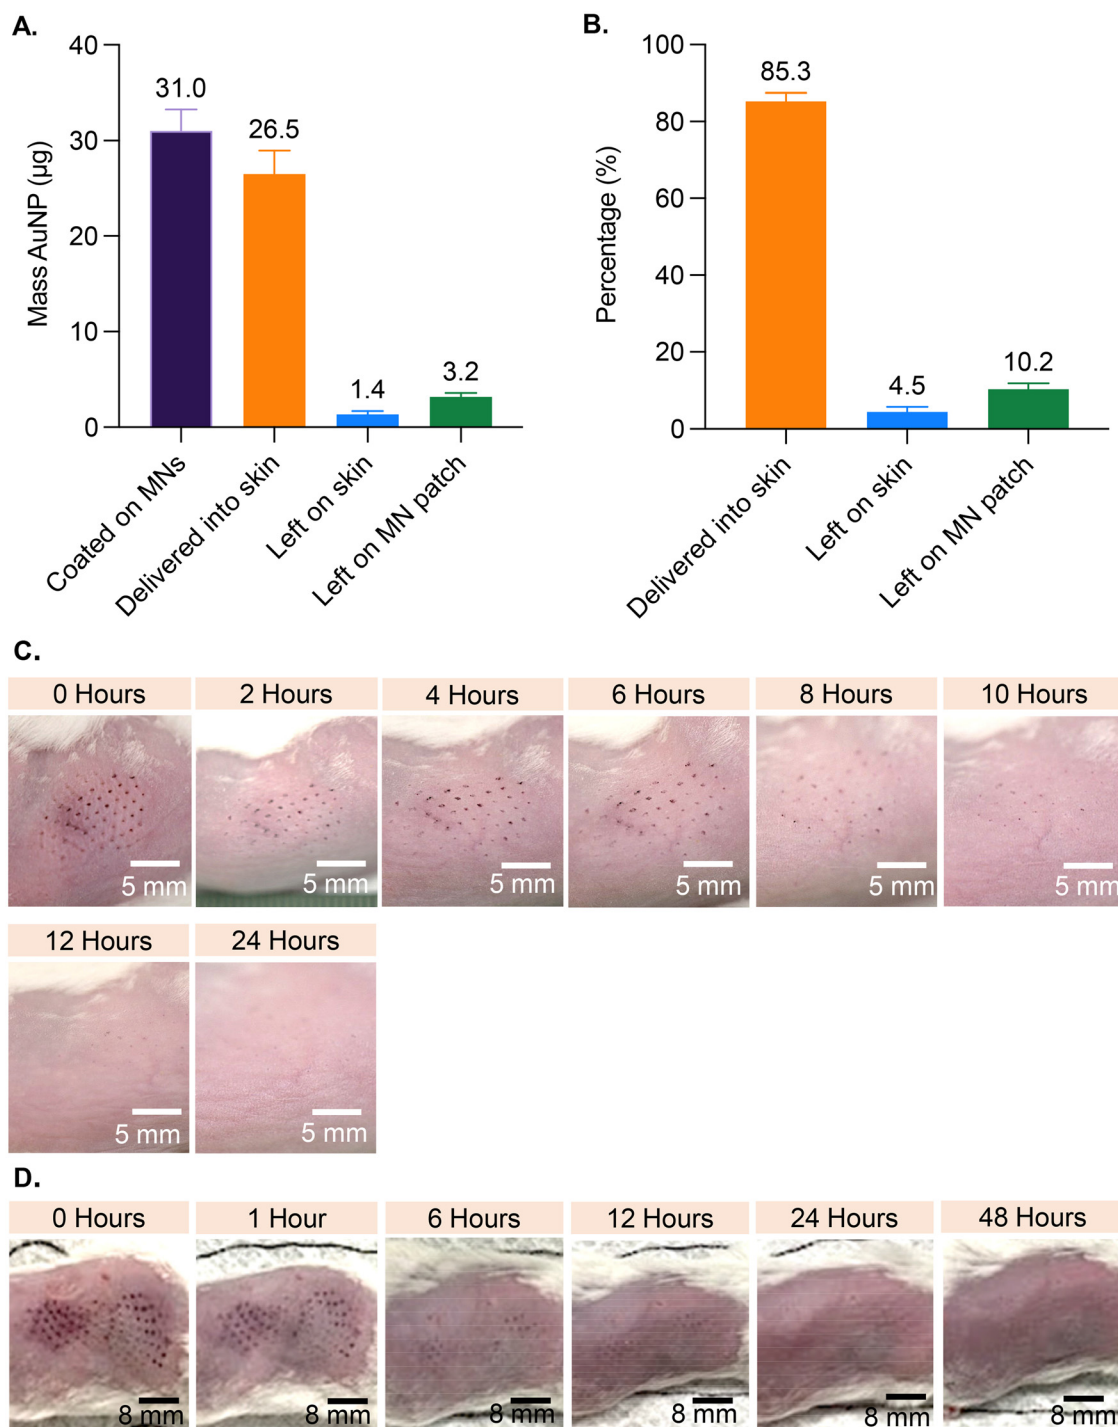 A.
40
30
20
10
0
Mass AuNP (µg)
31.0
26.5
1.4
3.2
Coated on MNs
Delivered into skin
Left on skin
Left on MN patch
B.
100
80
60
40
20
0
Percentage (%)
85.3
4.5
10.2
Delivered into skin
Left on skin
Left on MN patch
C.
0 Hours
2 Hours
4 Hours
6 Hours
8 Hours
10 Hours
5 mm
5 mm
5 mm
5 mm
5 mm
5 mm
12 Hours
24 Hours
5 mm
5 mm
D.
0 Hours
1 Hour
6 Hours
12 Hours
24 Hours
48 Hours
8 mm
8 mm
8 mm
8 mm
8 mm
8 mm